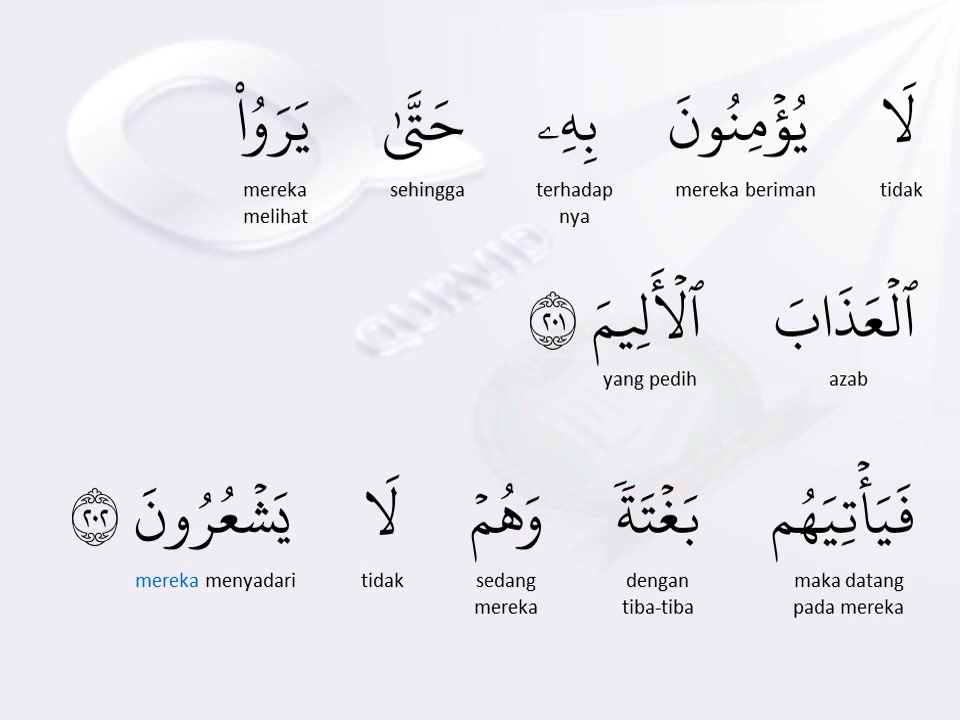 لَا يُؤۡمِنُونَ بِهِۦ حَتَّىٰ يَرَوُاْ
tidak mereka beriman terhadap nya sehingga mereka melihat
ٱلۡعَذَابَ ٱلۡأَلِيمَ ٢٠١
azab yang pedih
فَيَأۡتِيَهُم بَغۡتَةٗ وَهُمۡ لَا يَشۡعُرُونَ ٢٠٢
maka datang pada mereka dengan tiba-tiba sedang mereka tidak mereka menyadari
QURVID